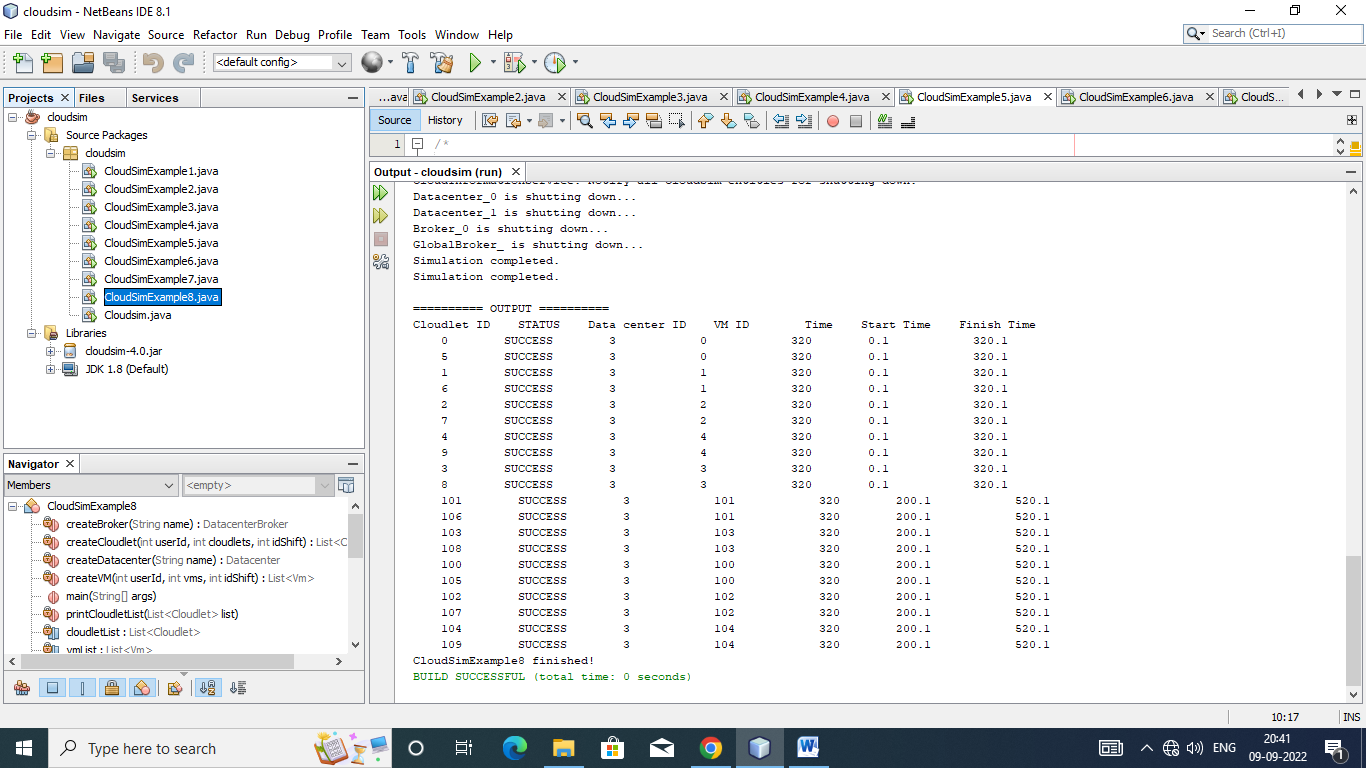 cloudsim - NetBeans IDE 8.1
File Edit View Navigate Source Refactor Run Debug Profile Team Tools Window Help
Search (Ctrl+I)
<default config>
Projects Files Services
cloudsim
Source Packages
cloudsim
CloudSimExample1.java
CloudSimExample2.java
CloudSimExample3.java
CloudSimExample4.java
CloudSimExample5.java
CloudSimExample6.java
CloudSimExample7.java
CloudSimExample8.java
Cloudsim.java
Libraries
cloudsim-4.0.jar
JDK 1.8 (Default)
Navigator
Members <empty>
CloudSimExample8
createBroker(String name) : DatacenterBroker
createCloudlet(int userId, int cloudlets, int idShift) : List<C
createDatacenter(String name) : Datacenter
createVM(int userId, int vms, int idShift) : List<Vm>
main(String[] args)
printCloudletList(List<Cloudlet> list)
cloudletList : List<Cloudlet>
vmList : List<Vm>
...ava CloudSimExample2.java CloudSimExample3.java CloudSimExample4.java CloudSimExample5.java CloudSimExample6.java CloudS...
Source History
1 /*
Output - cloudsim (run)
CloudInformationService: Notify all CloudSim entities for shutting down.
Datacenter_0 is shutting down...
Datacenter_1 is shutting down...
Broker_0 is shutting down...
GlobalBroker_ is shutting down...
Simulation completed.
Simulation completed.
========== OUTPUT ==========
Cloudlet ID STATUS Data center ID VM ID Time Start Time Finish Time
0 SUCCESS 3 0 320 0.1 320.1
5 SUCCESS 3 0 320 0.1 320.1
1 SUCCESS 3 1 320 0.1 320.1
6 SUCCESS 3 1 320 0.1 320.1
2 SUCCESS 3 2 320 0.1 320.1
7 SUCCESS 3 2 320 0.1 320.1
4 SUCCESS 3 4 320 0.1 320.1
9 SUCCESS 3 4 320 0.1 320.1
3 SUCCESS 3 3 320 0.1 320.1
8 SUCCESS 3 3 320 0.1 320.1
101 SUCCESS 3 101 320 200.1 520.1
106 SUCCESS 3 101 320 200.1 520.1
103 SUCCESS 3 103 320 200.1 520.1
108 SUCCESS 3 103 320 200.1 520.1
100 SUCCESS 3 100 320 200.1 520.1
105 SUCCESS 3 100 320 200.1 520.1
102 SUCCESS 3 102 320 200.1 520.1
107 SUCCESS 3 102 320 200.1 520.1
104 SUCCESS 3 104 320 200.1 520.1
109 SUCCESS 3 104 320 200.1 520.1
CloudSimExample8 finished!
BUILD SUCCESSFUL (total time: 0 seconds)
10:17 INS
Type here to search
ENG
20:41
09-09-2022
1